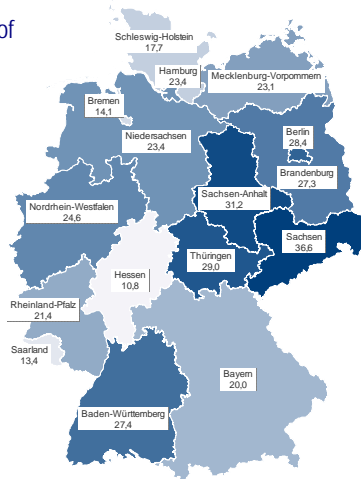 of
Schleswig-Holstein
17,7
Hamburg
23,4
Mecklenburg-Vorpommern
23,1
Bremen
14,1
Niedersachsen
23,4
Berlin
28,4
Brandenburg
27,3
Sachsen-Anhalt
31,2
Nordrhein-Westfalen
24,6
Sachsen
36,6
Thüringen
29,0
Hessen
10,8
Rheinland-Pfalz
21,4
Saarland
13,4
Bayern
20,0
Baden-Württemberg
27,4